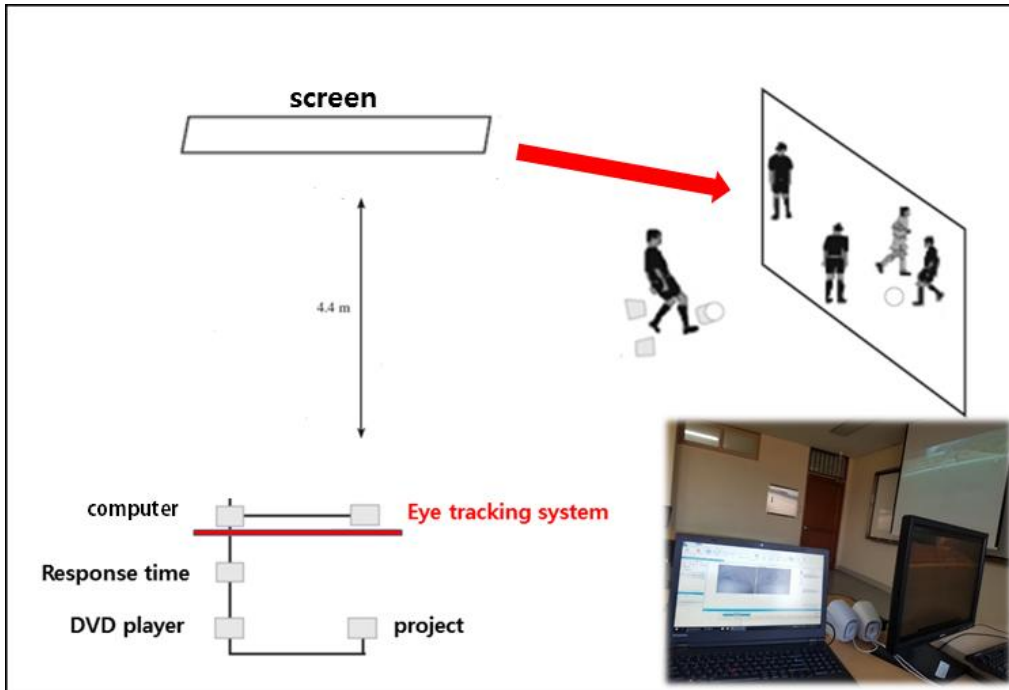 screen
4.4 m
computer
Eye tracking system
Response time
DVD player
project